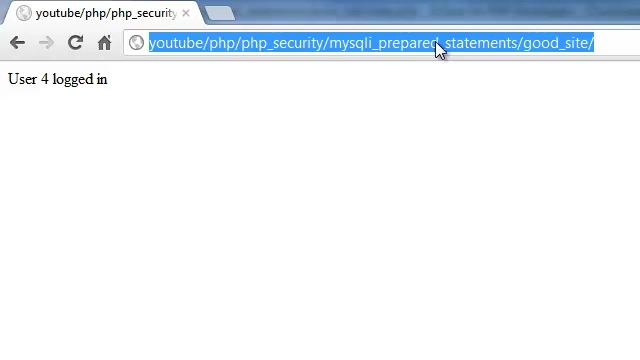 youtube/php/php_security
youtube/php/php_security/mysqli_prepared_statements/good_site/
User 4 logged in